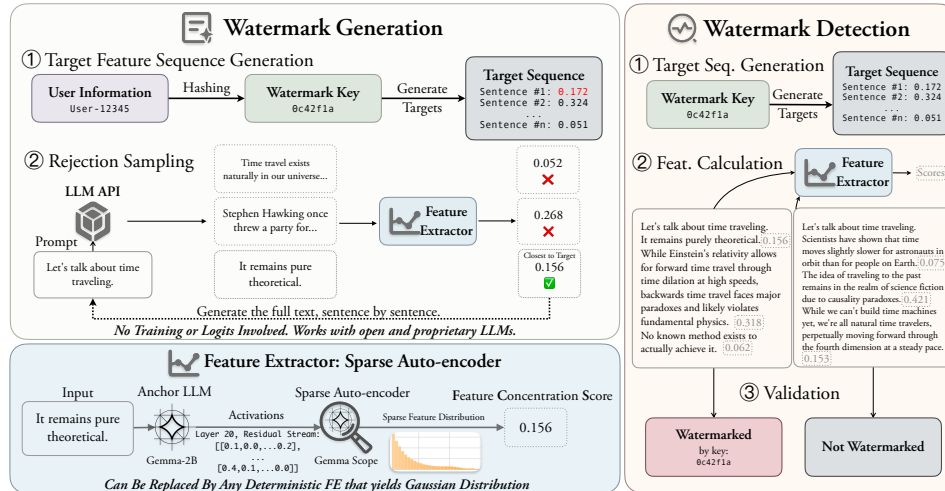 Watermark Generation
① Target Feature Sequence Generation
User Information
User-12345
Hashing
Watermark Key
0c42f1a
Generate
Targets
Target Sequence
Sentence #1: 0.172
Sentence #2: 0.324
...
Sentence #n: 0.051
② Rejection Sampling
LLM API
Prompt
Let's talk about time
traveling.
Time travel exists
naturally in our universe...
Stephen Hawking once
threw a party for...
It remains pure
theoretical.
Feature
Extractor
0.052
0.268
Closest to Target
0.156
Generate the full text, sentence by sentence.
No Training or Logits Involved. Works with open and proprietary LLMs.
Feature Extractor: Sparse Auto-encoder
Input
It remains pure
theoretical.
Anchor LLM
Gemma-2B
Activations
Layer 20, Residual Stream:
[[0.1,0.0,...0.2],
...
[0.4,0.1,...0.0]]
Sparse Auto-encoder
Gemma Scope
Sparse Feature Distribution
Feature Concentration Score
0.156
Can Be Replaced By Any Deterministic FE that yields Gaussian Distribution
Watermark Detection
① Target Seq. Generation
Watermark Key
0c42f1a
Generate
Targets
Target Sequence
Sentence #1: 0.172
Sentence #2: 0.324
...
Sentence #n: 0.051
② Feat. Calculation
Feature
Extractor
Scores
Let's talk about time traveling.
It remains purely theoretical. 0.156
While Einstein's relativity allows
for forward time travel through
time dilation at high speeds,
backwards time travel faces major
paradoxes and likely violates
fundamental physics. 0.318
No known method exists to
actually achieve it. 0.062
Let's talk about time traveling.
Scientists have shown that time
moves slightly slower for astronauts in
orbit than for people on Earth. 0.075
The idea of traveling to the past
remains in the realm of science fiction
due to causality paradoxes. 0.421
While we can't build time machines
yet, we're all natural time travelers,
perpetually moving forward through
the fourth dimension at a steady pace.
0.153
③ Validation
Watermarked
by key:
0c42f1a
Not Watermarked